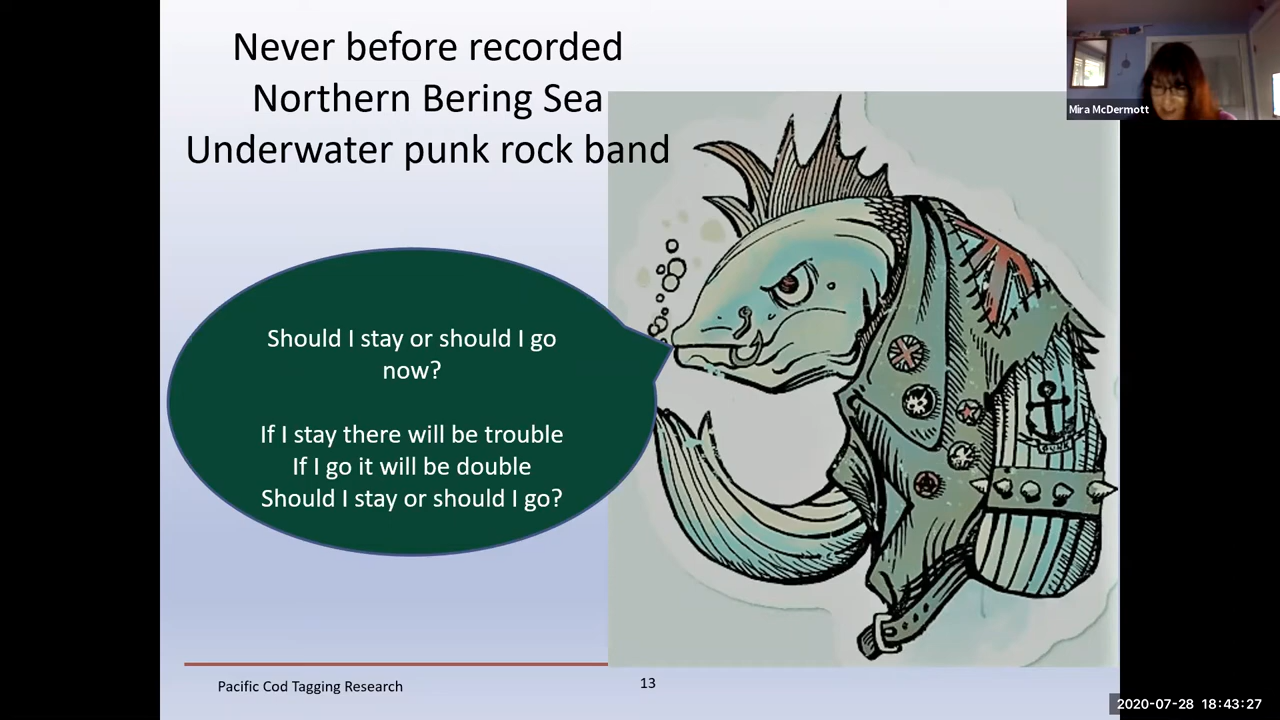 Never before recorded
Northern Bering Sea
Underwater punk rock band
Mira McDermott
Should I stay or should I go
now?
If I stay there will be trouble
If I go it will be double
Should I stay or should I go?
Pacific Cod Tagging Research
13
2020-07-28 18:43:27